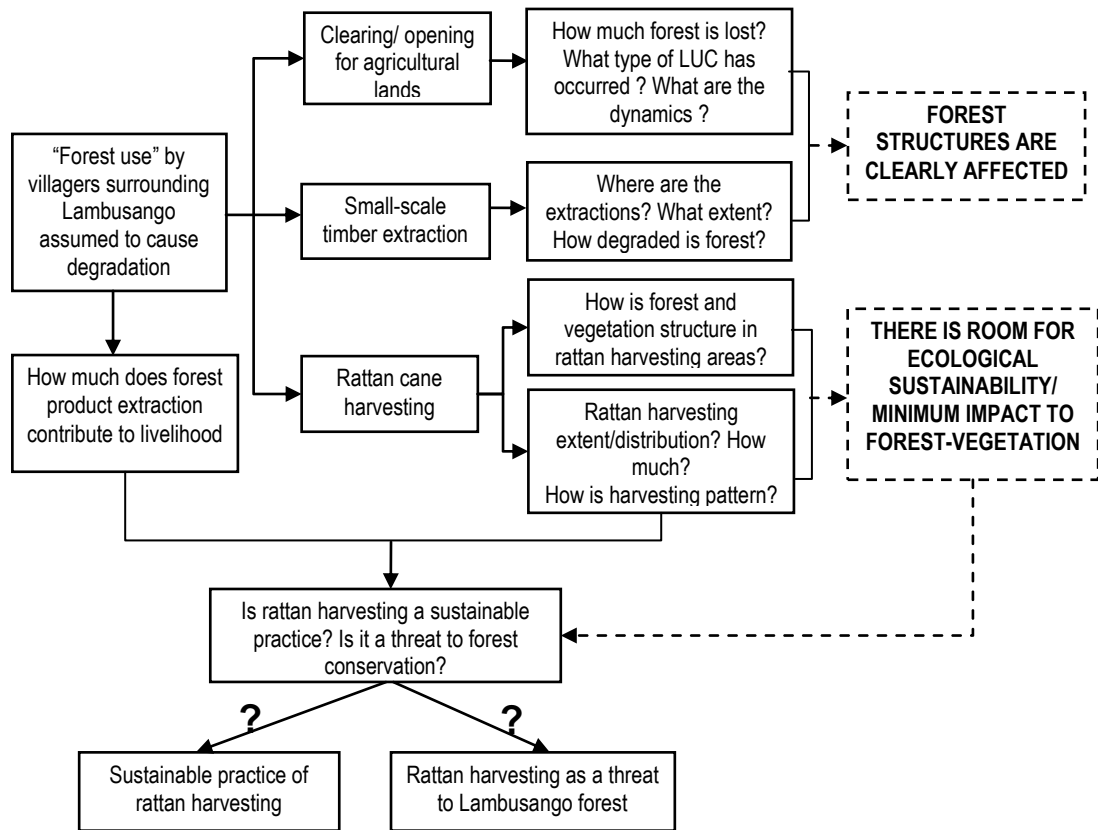 Clearing/ opening
for agricultural
lands
How much forest is lost?
What type of LUC has
occurred ? What are the
dynamics ?
FOREST
STRUCTURES ARE
CLEARLY AFFECTED
“Forest use” by
villagers surrounding
Lambusango
assumed to cause
degradation
Small-scale
timber extraction
Where are the
extractions? What extent?
How degraded is forest?
How is forest and
vegetation structure in
rattan harvesting areas?
THERE IS ROOM FOR
ECOLOGICAL
SUSTAINABILITY/
MINIMUM IMPACT TO
FOREST-VEGETATION
How much does forest
product extraction
contribute to livelihood
Rattan cane
harvesting
Rattan harvesting
extent/distribution? How
much?
How is harvesting pattern?
Is rattan harvesting a sustainable
practice? Is it a threat to forest
conservation?
?
?
Sustainable practice of
rattan harvesting
Rattan harvesting as a threat
to Lambusango forest